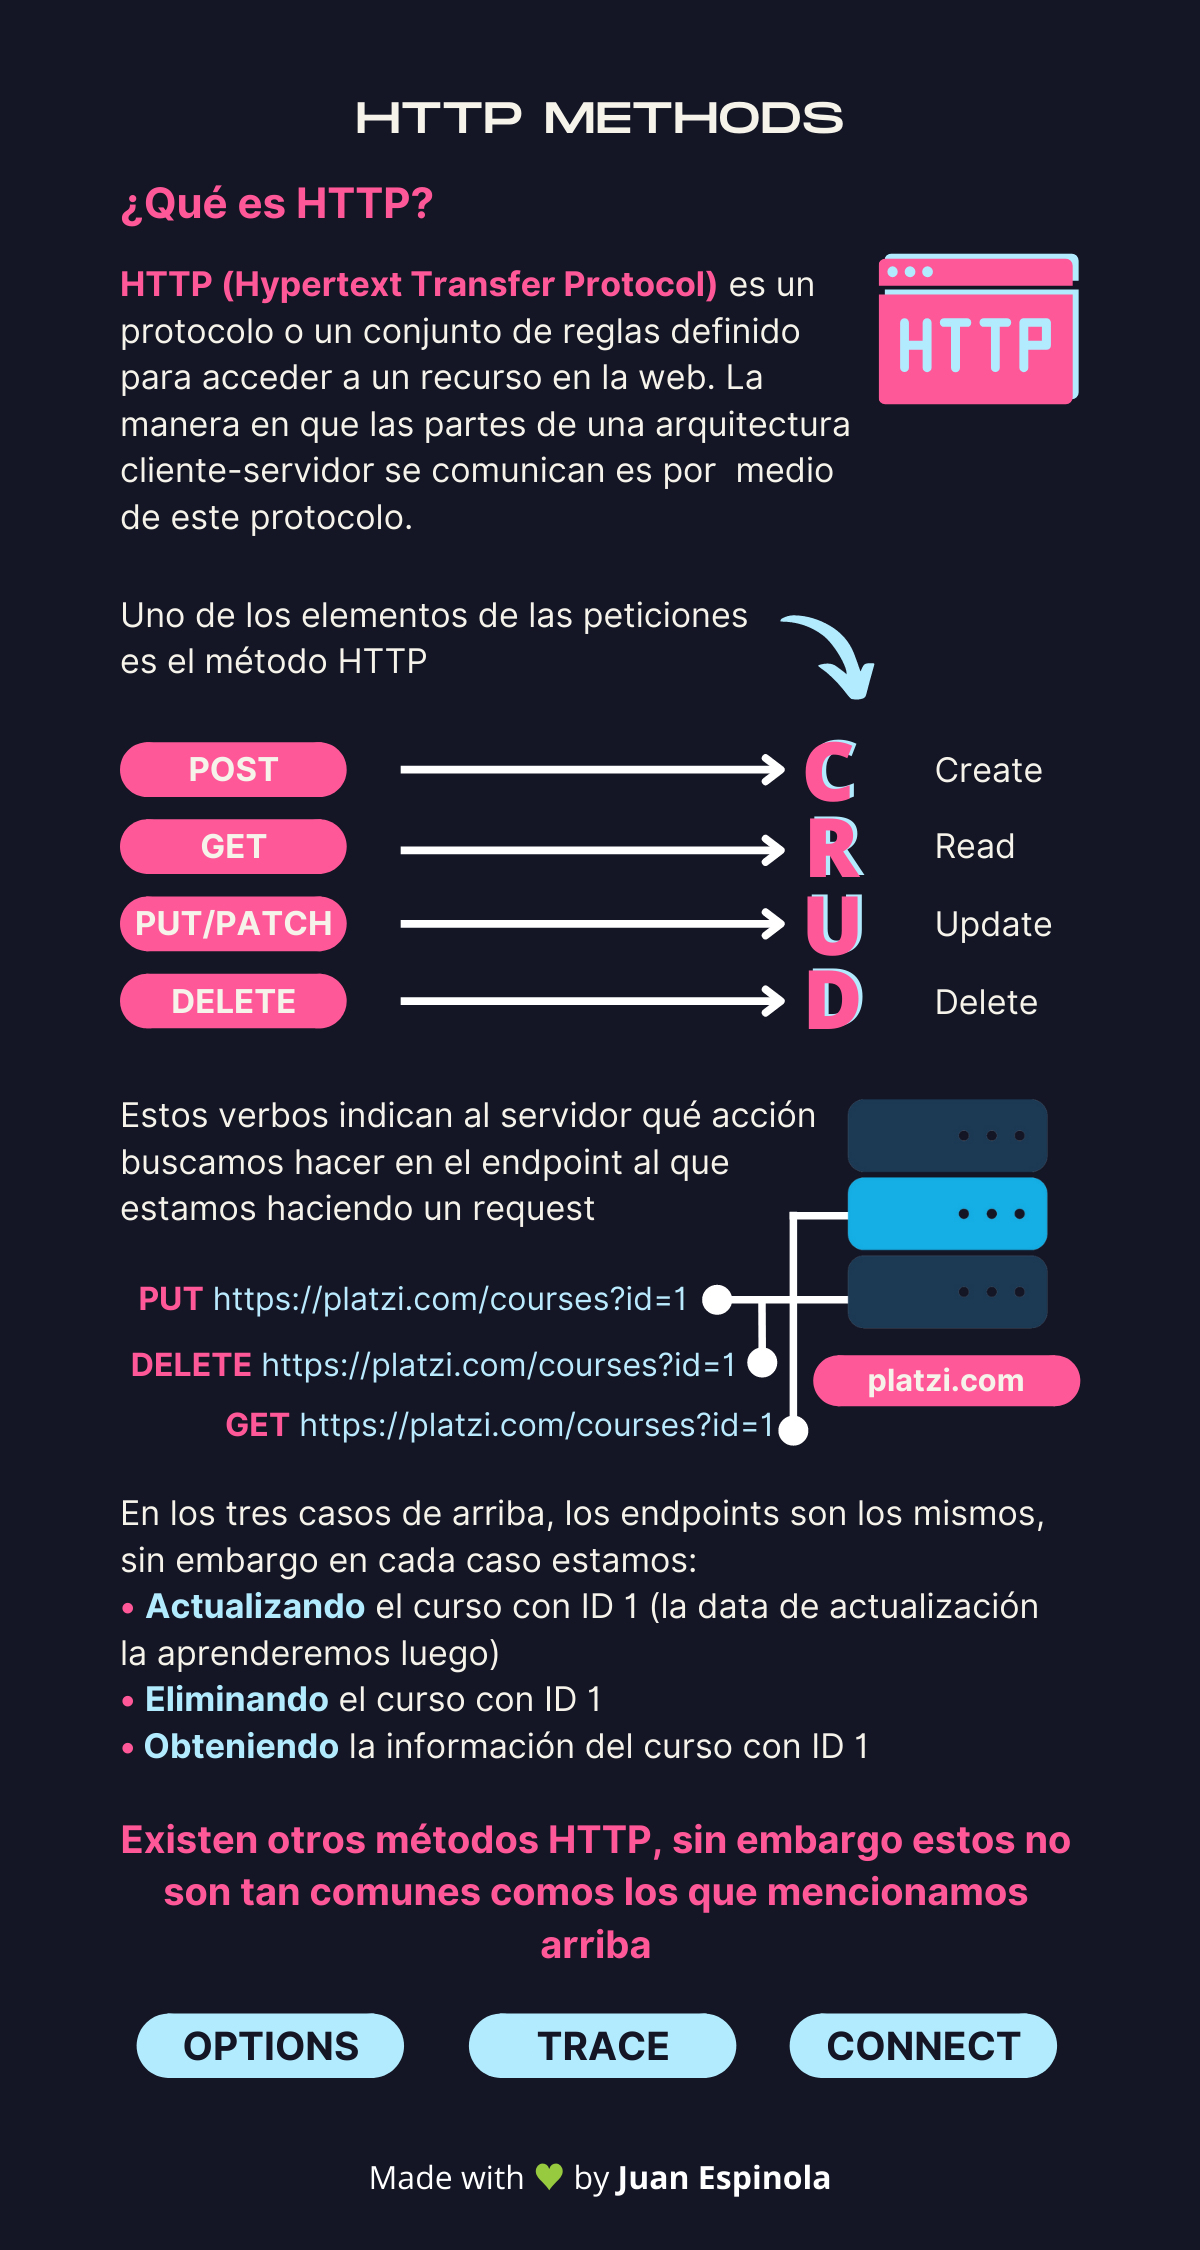 HTTP METHODS
¿Qué es HTTP?
HTTP (Hypertext Transfer Protocol) es un
protocolo o un conjunto de reglas definido
para acceder a un recurso en la web. La
manera en que las partes de una arquitectura
cliente-servidor se comunican es por  medio
de este protocolo.
HTTP
Uno de los elementos de las peticiones
es el método HTTP
POST C Create
GET R Read
PUT/PATCH U Update
DELETE D Delete
Estos verbos indican al servidor qué acción
buscamos hacer en el endpoint al que
estamos haciendo un request
PUT https://platzi.com/courses?id=1
DELETE https://platzi.com/courses?id=1
platzi.com
GET https://platzi.com/courses?id=1
En los tres casos de arriba, los endpoints son los mismos,
sin embargo en cada caso estamos:
• Actualizando el curso con ID 1 (la data de actualización
la aprenderemos luego)
• Eliminando el curso con ID 1
• Obteniendo la información del curso con ID 1
Existen otros métodos HTTP, sin embargo estos no
son tan comunes comos los que mencionamos
arriba
OPTIONS TRACE CONNECT
Made with 💚 by Juan Espinola